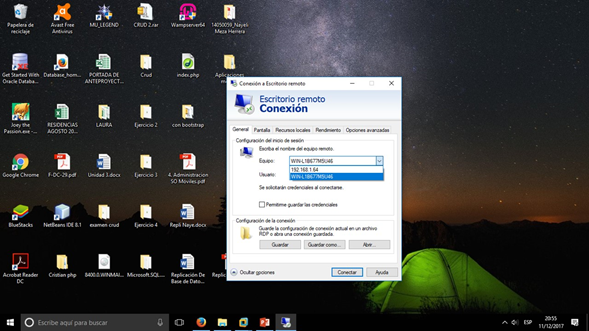 Papelera de reciclaje
Avast Free Antivirus
MU_LEGEND
CRUD 2.rar
Wampserver64
14050059_Nayeli Meza Herrera
Get Started With Oracle Databa...
Database_hom...
PORTADA DE ANTEPROYECT...
Crud
index.php
Aplicaciones m...
Joey the Passion.exe -...
RESIDENCIAS AGOSTO 20...
LAURA
Ejercicio 2
con bootstrap
Google Chrome
F-DC-29.pdf
Unidad 3.docx
Ejercicio 3
4. Administracion SO Móviles.pdf
BlueStacks
NetBeans IDE 8.1
examen crud
Ejercicio 4
Repli Naye.docx
Acrobat Reader DC
Cristian php
8400.0.WINMAI...
Microsoft.SQL...
Replicación de Base de Dato...
Conexión a Escritorio remoto
Escritorio remoto
Conexión
General Pantalla Recursos locales Rendimiento Opciones avanzadas
Configuración del inicio de sesión
Escriba el nombre del equipo remoto.
Equipo: WIN-L1B677M5U46
192.168.1.64
Usuario: WIN-L1B677M5U46
Se solicitarán credenciales al conectarse.
Permitirme guardar las credenciales
Configuración de la conexión
Guarde la configuración de conexión actual en un archivo
RDP o abra una conexión guardada.
Guardar Guardar como... Abrir...
Ocultar opciones Conectar Ayuda
Escribe aquí para buscar
ESP
20:55
11/12/2017